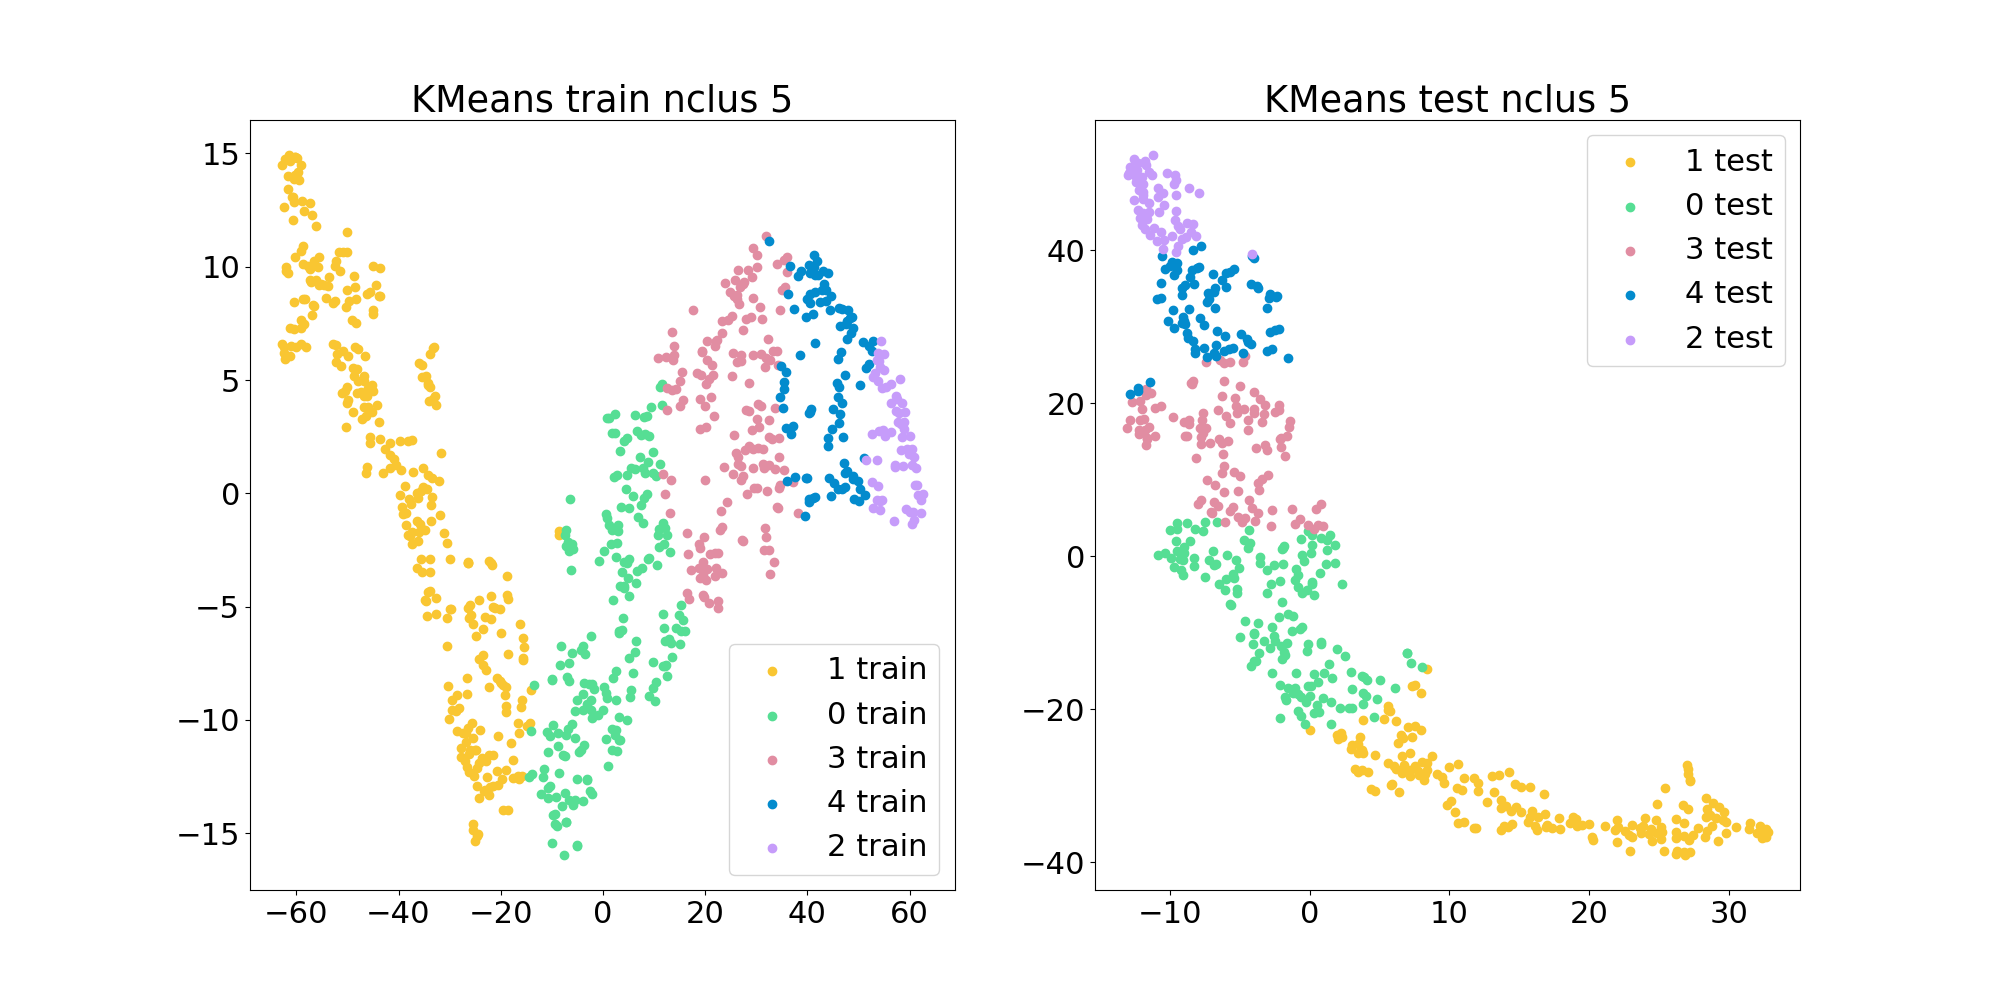 KMeans train nclus 5
15
10
5
0
−5
−10
−15
−60
−40
−20
0
20
40
60
1 train
0 train
3 train
4 train
2 train
KMeans test nclus 5
40
20
0
−20
−40
−10
0
10
20
30
1 test
0 test
3 test
4 test
2 test